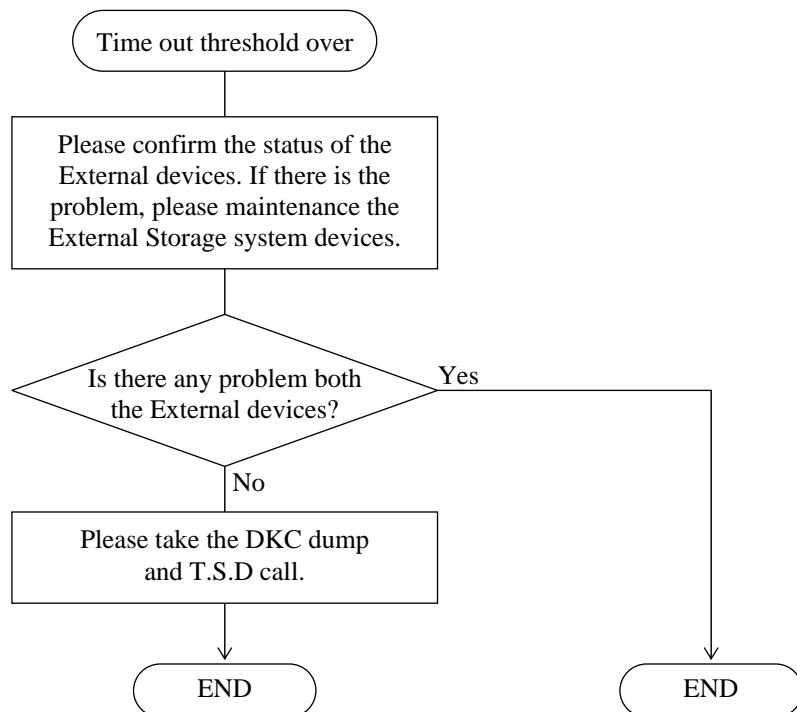 Time out threshold over
Please confirm the status of the
External devices. If there is the
problem, please maintenance the
External Storage system devices.
Is there any problem both
the External devices?
Yes
No
Please take the DKC dump
and T.S.D call.
END
END